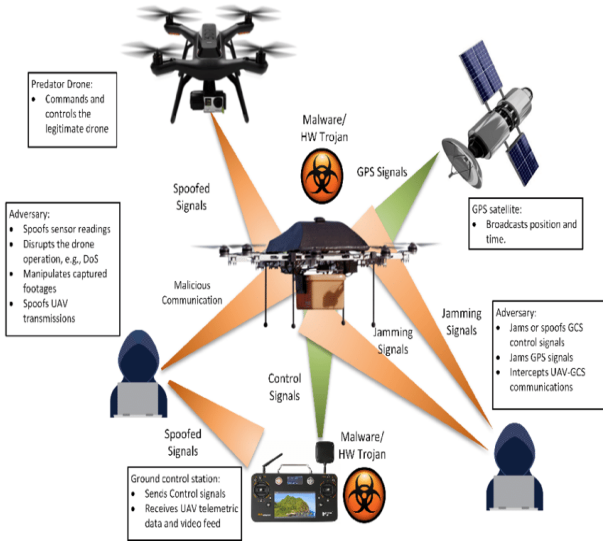 Predator Drone:
• Commands and
controls the
legitimate drone
Malware/
HW Trojan
GPS Signals
Spoofed
Signals
GPS satellite:
• Broadcasts position and
time.
Adversary:
• Spoofs sensor readings
• Disrupts the drone
operation, e.g., DoS
• Manipulates captured
footages
• Spoofs UAV
transmissions
Malicious
Communication
Jamming
Signals
Jamming
Signals
Adversary:
• Jams or spoofs GCS
control signals
• Jams GPS signals
• Intercepts UAV-GCS
communications
Control
Signals
Spoofed
Signals
Malware/
HW Trojan
Ground control station:
• Sends Control signals
• Receives UAV telemetric
data and video feed